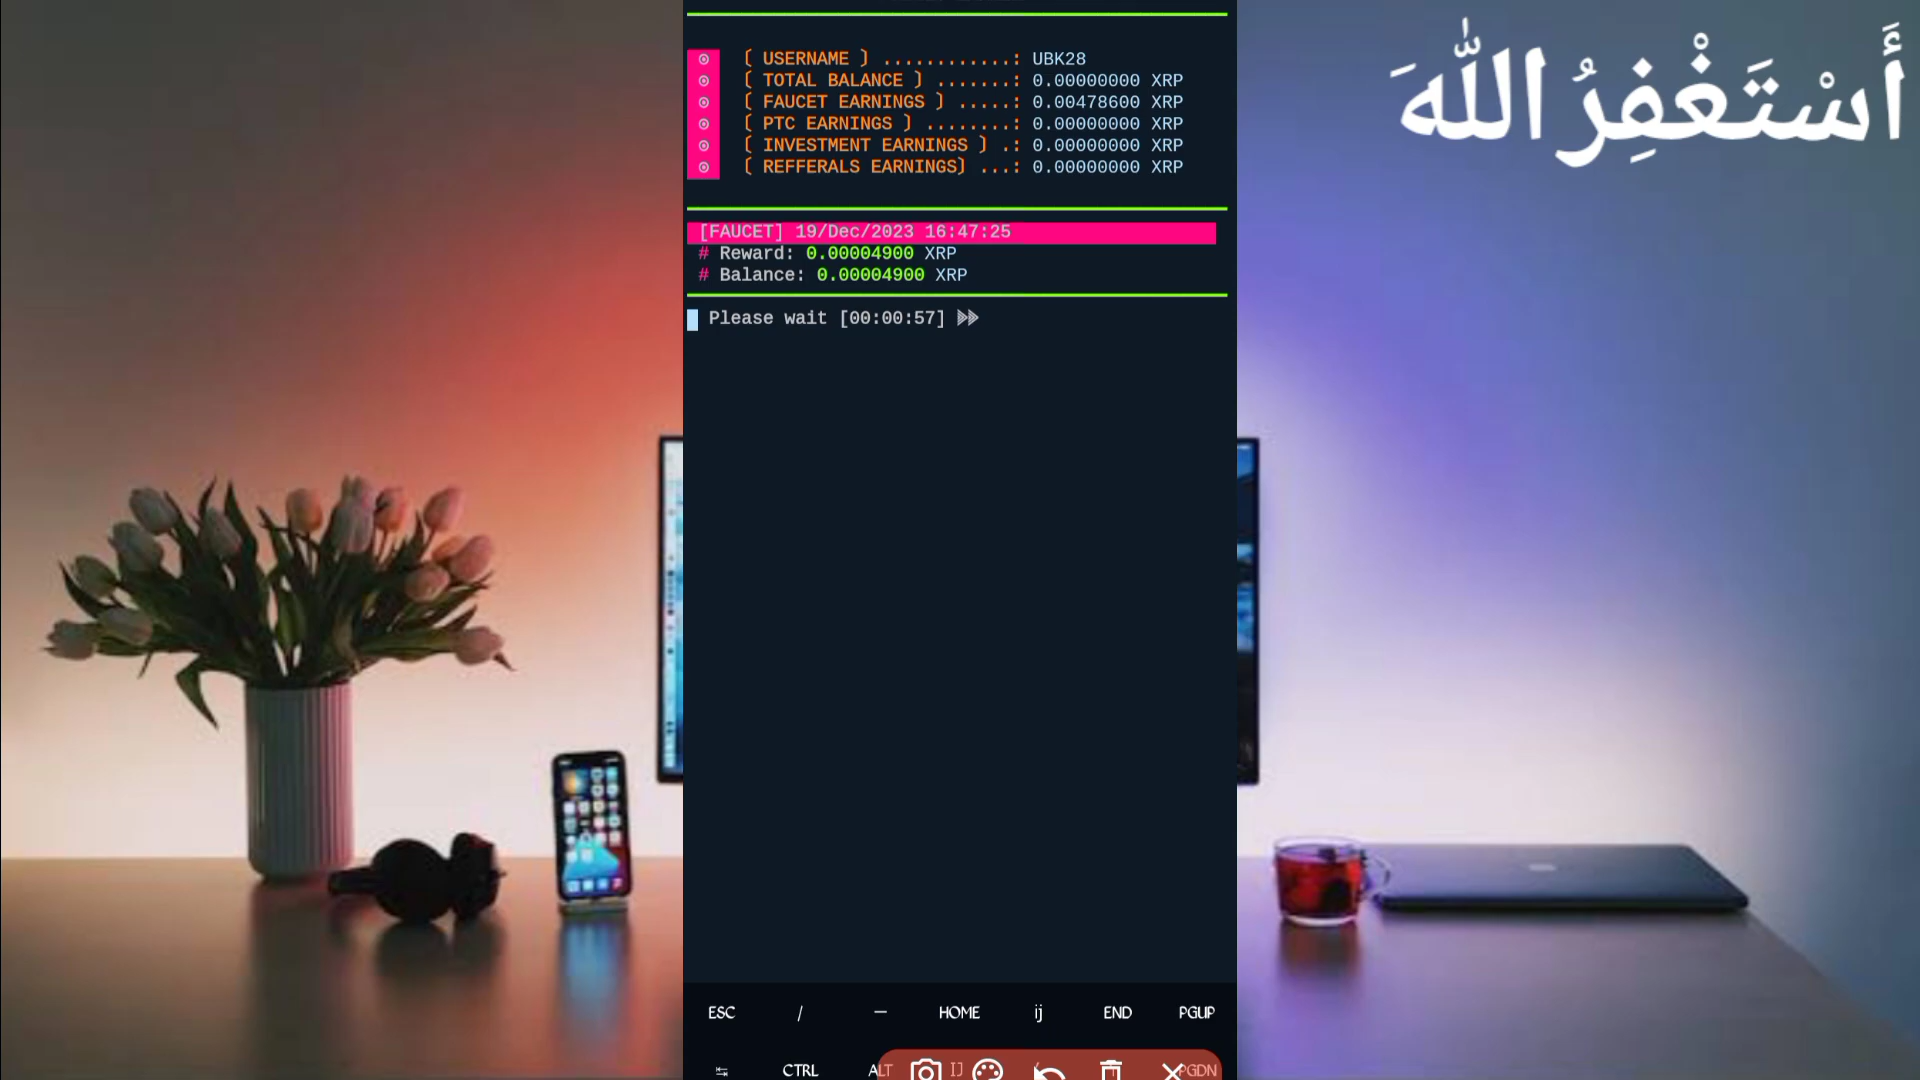 أَسْتَغْفِرُ اللّٰهَ
[ USERNAME ] ............: UBK28
[ TOTAL BALANCE ] .......: 0.00000000 XRP
[ FAUCET EARNINGS ] .....: 0.00478600 XRP
[ PTC EARNINGS ] ........: 0.00000000 XRP
[ INVESTMENT EARNINGS ] .: 0.00000000 XRP
[ REFFERALS EARNINGS] ...: 0.00000000 XRP
[FAUCET] 19/Dec/2023 16:47:25
# Reward: 0.00004900 XRP
# Balance: 0.00004900 XRP
Please wait [00:00:57]
ESC / — HOME ij END PGUP
CTRL ALT IJ PGDN